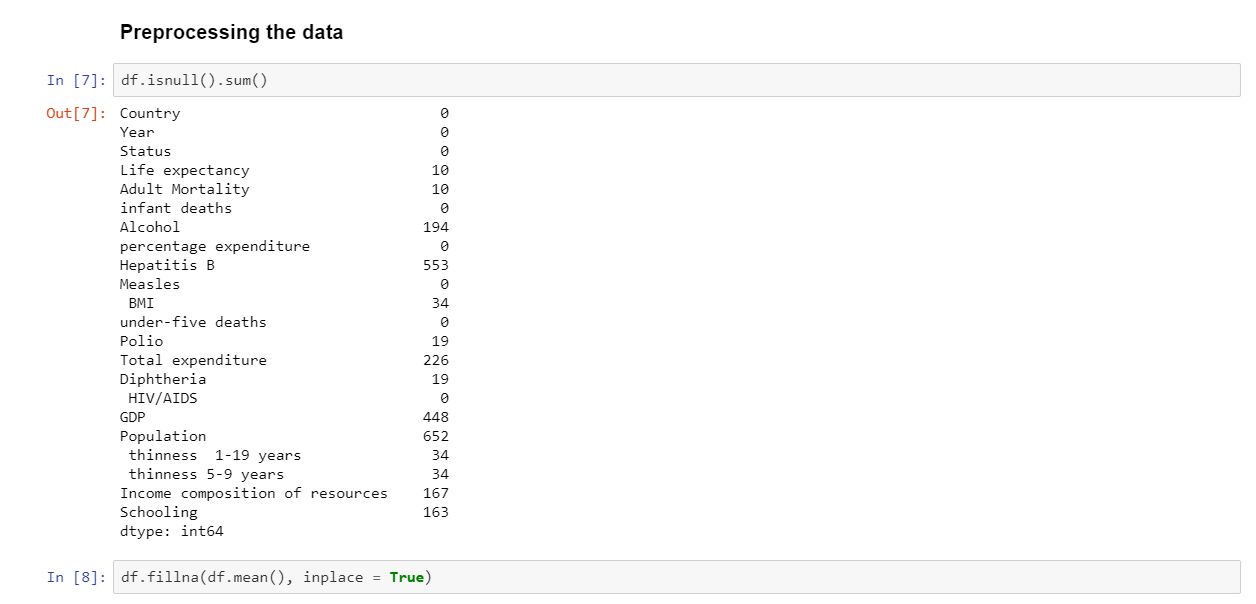 Preprocessing the data
In [7]: df.isnull().sum()
Out[7]: Country 0
Year 0
Status 0
Life expectancy 10
Adult Mortality 10
infant deaths 0
Alcohol 194
percentage expenditure 0
Hepatitis B 553
Measles 0
BMI 34
under-five deaths 0
Polio 19
Total expenditure 226
Diphtheria 19
HIV/AIDS 0
GDP 448
Population 652
thinness  1-19 years 34
thinness 5-9 years 34
Income composition of resources 167
Schooling 163
dtype: int64
In [8]: df.fillna(df.mean(), inplace = True)